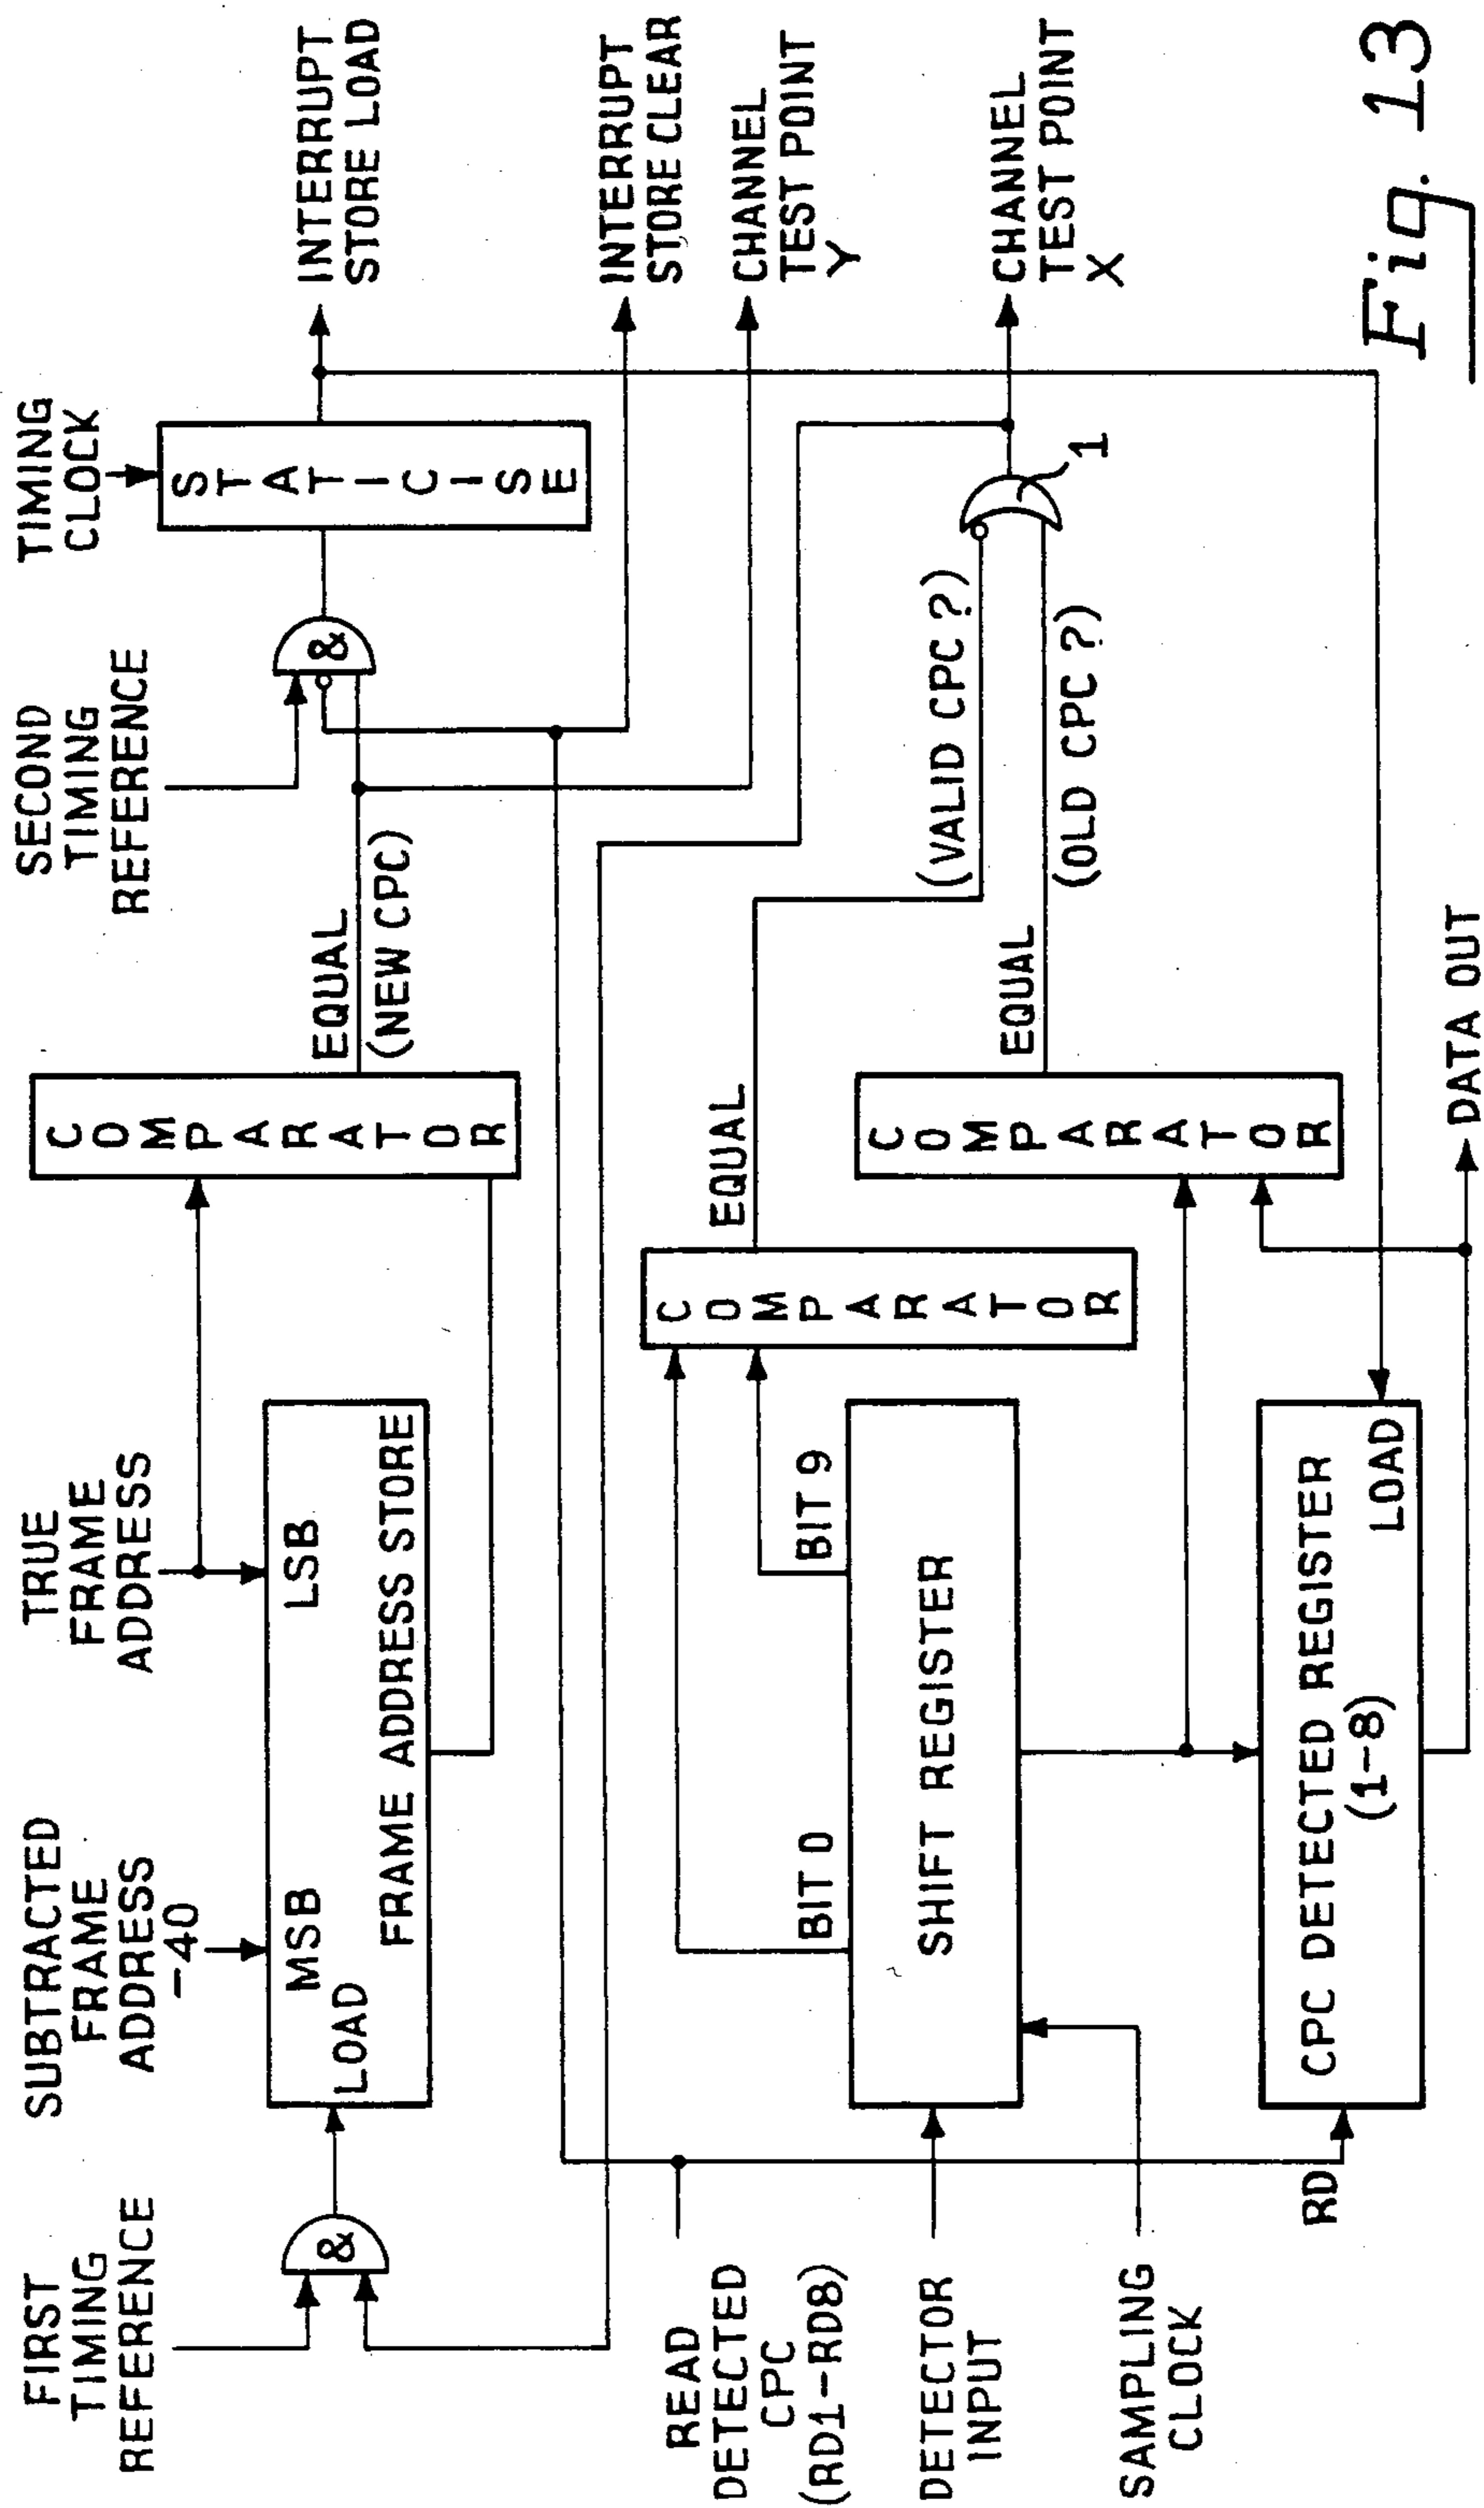 FIRST
TIMING
REFERENCE
SUBTRACTED
FRAME
ADDRESS
-40
TRUE
FRAME
ADDRESS
SECOND
TIMING
REFERENCE
TIMING
CLOCK
&
MSB
LSB
LOAD
FRAME ADDRESS STORE
COMPARATOR
EQUAL
(NEW CPC)
&
STATICISE
INTERRUPT
STORE LOAD
INTERRUPT
STORE CLEAR
CHANNEL
TEST POINT
Y
CHANNEL
TEST POINT
X
READ
DETECTED
CPC
(RD1-RD8)
DETECTOR
INPUT
SAMPLING
CLOCK
BIT 0
BIT 9
SHIFT REGISTER
COMPARATOR
EQUAL
(VALID CPC ?)
COMPARATOR
EQUAL
(OLD CPC ?)
1
RD
CPC DETECTED REGISTER
(1-8)
LOAD
DATA OUT
Fig. 13